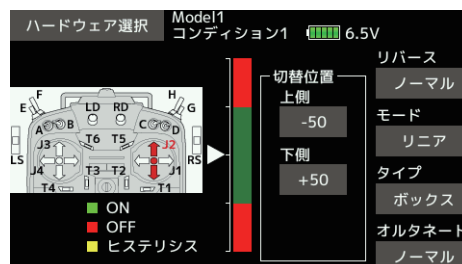 ハードウェア選択
Model1
コンディション1 6.5V
リバース
ノーマル
モード
リニア
タイプ
ボックス
オルタネート
ノーマル
切替位置
上側
-50
下側
+50
F
H
E
G
LD RD
A B
C D
T6 T5
J3
J2
LS
RS
J4
T3 T2
J1
T4
T1
ON
OFF
ヒステリシス